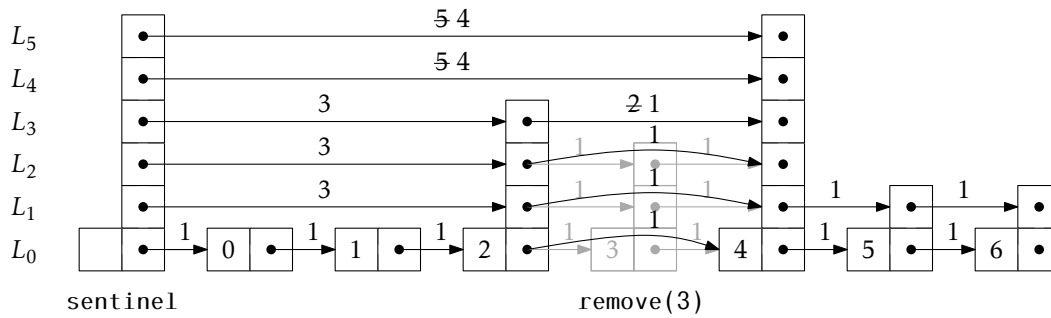 L5 5 4
L4 5 4
L3 3 2 1
L2 3 1 1 1
L1 3 1 1 1 1 1
L0 1 0 1 1 1 2 1 3 1 1 4 1 5 1 6
sentinel remove(3)